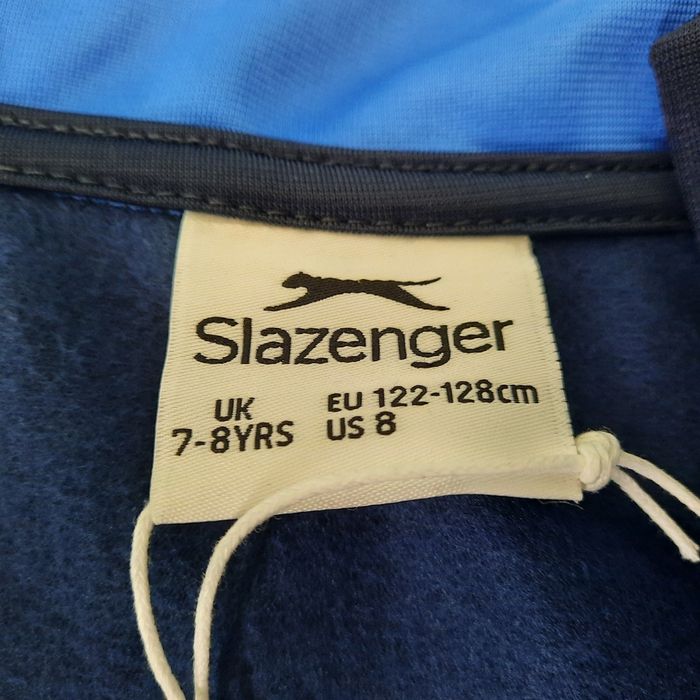 Slazenger
UK
7-8YRS
EU 122-128cm
US 8